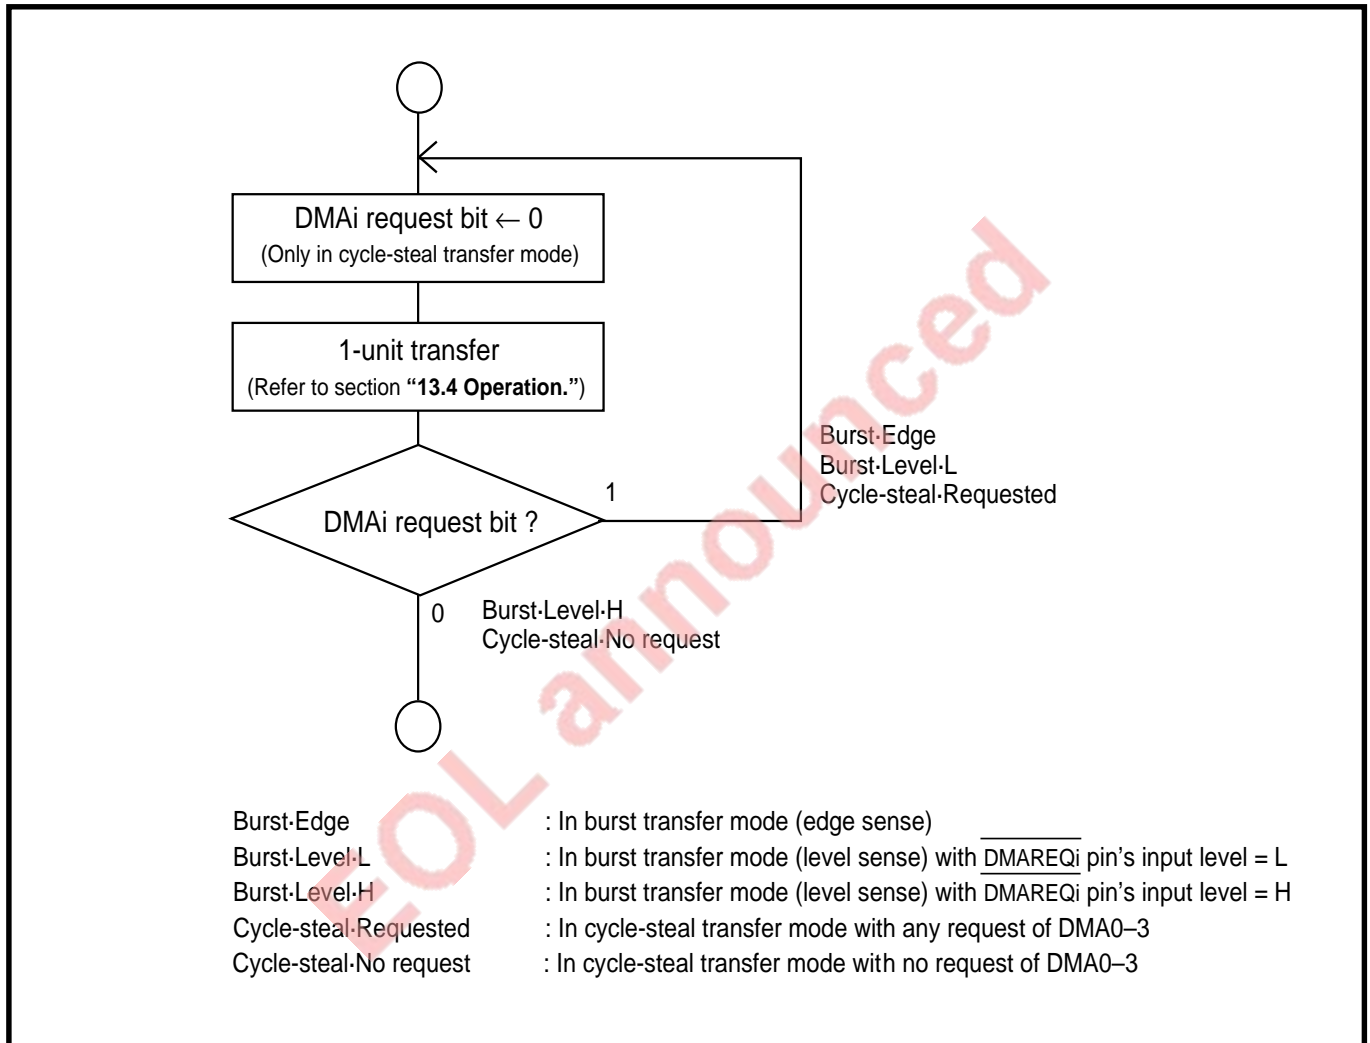 DMAi request bit ← 0
(Only in cycle-steal transfer mode)
1-unit transfer
(Refer to section “13.4 Operation.”)
Burst·Edge
Burst·Level·L
Cycle-steal·Requested
1
DMAi request bit ?
0
Burst·Level·H
Cycle-steal·No request
EOL announced
Burst·Edge : In burst transfer mode (edge sense)
Burst·Level·L : In burst transfer mode (level sense) with DMAREQi pin's input level = L
Burst·Level·H : In burst transfer mode (level sense) with DMAREQi pin's input level = H
Cycle-steal·Requested : In cycle-steal transfer mode with any request of DMA0–3
Cycle-steal·No request : In cycle-steal transfer mode with no request of DMA0–3